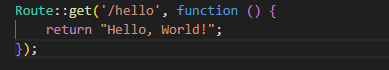 Route::get('/hello', function () {
    return "Hello, World!";
});